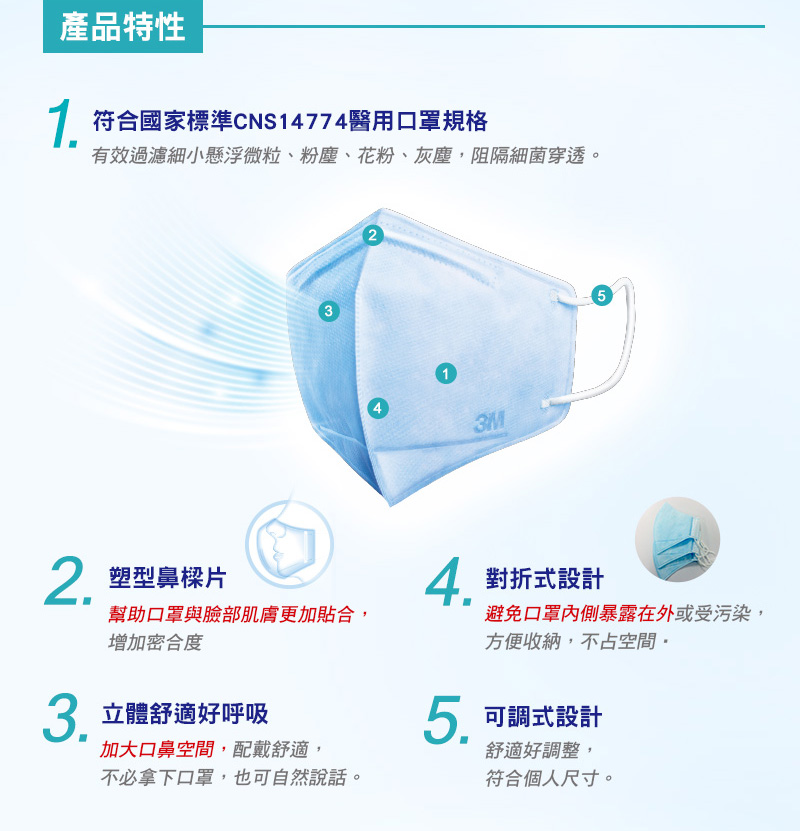 產品特性
1.
符合國家標準CNS14774醫用口罩規格
有效過濾細小懸浮微粒、粉塵、花粉、灰塵，阻隔細菌穿透。
2
5
3
1
4
3M
2.
塑型鼻樑片
幫助口罩與臉部肌膚更加貼合，
增加密合度
4.
對折式設計
避免口罩內側暴露在外或受污染，
方便收納，不占空間·
3.
立體舒適好呼吸
加大口鼻空間，配戴舒適，
不必拿下口罩，也可自然說話。
5.
可調式設計
舒適好調整，
符合個人尺寸。